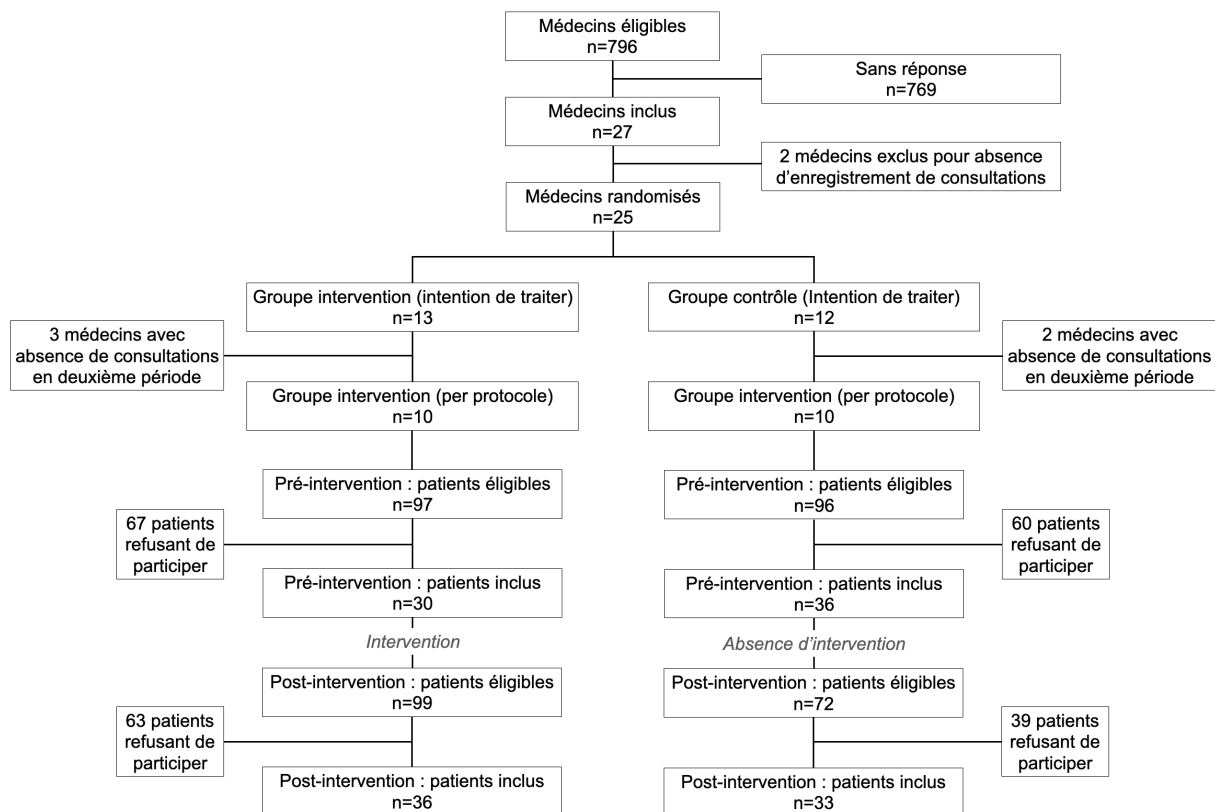 Médecins éligibles
n=796
Sans réponse
n=769
Médecins inclus
n=27
2 médecins exclus pour absence
d’enregistrement de consultations
Médecins randomisés
n=25
Groupe intervention (intention de traiter)
n=13
Groupe contrôle (Intention de traiter)
n=12
3 médecins avec
absence de consultations
en deuxième période
2 médecins avec
absence de consultations
en deuxième période
Groupe intervention (per protocole)
n=10
Groupe intervention (per protocole)
n=10
Pré-intervention : patients éligibles
n=97
Pré-intervention : patients éligibles
n=96
67 patients
refusant de
participer
60 patients
refusant de
participer
Pré-intervention : patients inclus
n=30
Pré-intervention : patients inclus
n=36
Intervention
Absence d’intervention
Post-intervention : patients éligibles
n=99
Post-intervention : patients éligibles
n=72
63 patients
refusant de
participer
39 patients
refusant de
participer
Post-intervention : patients inclus
n=36
Post-intervention : patients inclus
n=33